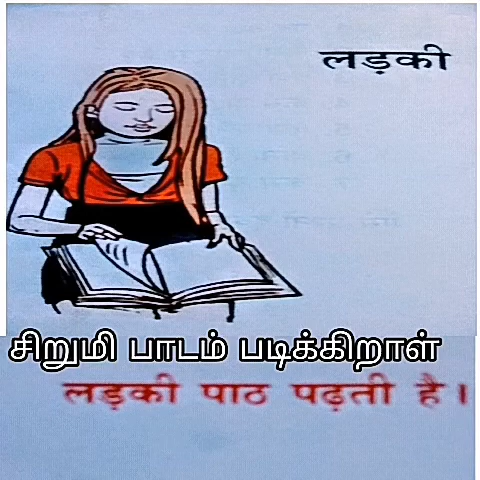 लड़की
சிறுமி பாடம் படிக்கிறாள்
लड़की पाठ पढ़ती है।